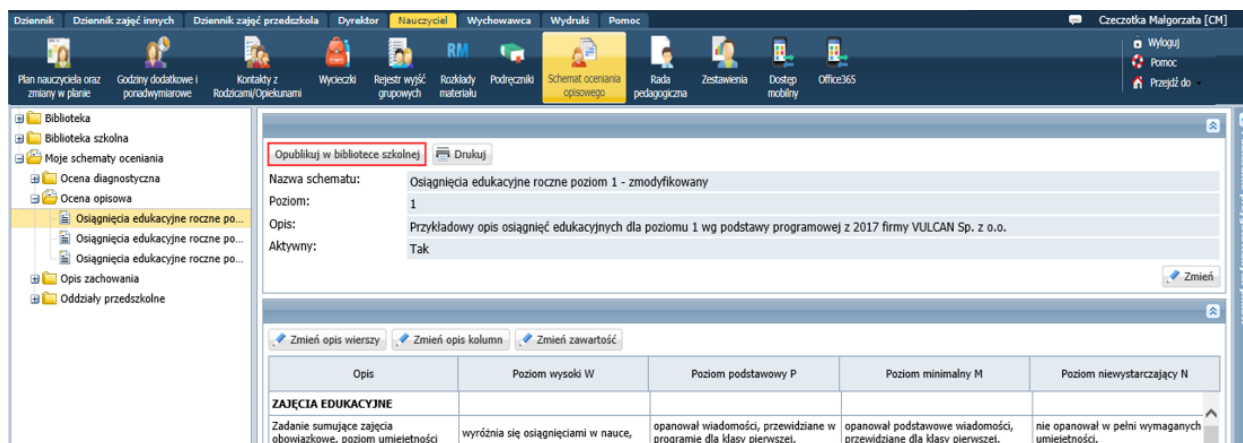 Dziennik Dziennik zajęć innych Dziennik zajęć przedszkola Dyrektor Nauczyciel Wychowawca Wydruki Pomoc Czeczotka Małgorzata [CM]
Plan nauczyciela oraz zmiany w planie
Godziny dodatkowe i ponadwymiarowe
Kontakty z Rodzicami/Opiekunami
Wycieczki
Rejestr wyjść grupowych
RM
Rozkłady materiału
Podręczniki
Schemat oceniania opisowego
Rada pedagogiczna
Zestawienia
Dostęp mobilny
Office365
Wyloguj
Pomoc
Przejdź do
Biblioteka
Biblioteka szkolna
Moje schematy oceniania
Ocena diagnostyczna
Ocena opisowa
Osiągnięcia edukacyjne roczne po...
Osiągnięcia edukacyjne roczne po...
Osiągnięcia edukacyjne roczne po...
Opis zachowania
Oddziały przedszkolne
Opublikuj w bibliotece szkolnej Drukuj
Nazwa schematu: Osiągnięcia edukacyjne roczne poziom 1 - zmodyfikowany
Poziom: 1
Opis: Przykładowy opis osiągnięć edukacyjnych dla poziomu 1 wg podstawy programowej z 2017 firmy VULCAN Sp. z o.o.
Aktywny: Tak
Zmień
Zmień opis wierszy Zmień opis kolumn Zmień zawartość
Opis Poziom wysoki W Poziom podstawowy P Poziom minimalny M Poziom niewystarczający N
ZAJĘCIA EDUKACYJNE
Zadanie sumujące zajęcia obowiązkowe, poziom umiejętności
wyróżnia się osiągnięciami w nauce,
opanował wiadomości, przewidziane w programie dla klasy pierwszej,
opanował podstawowe wiadomości, przewidziane dla klasy pierwszej,
nie opanował w pełni wymaganych umiejętności,